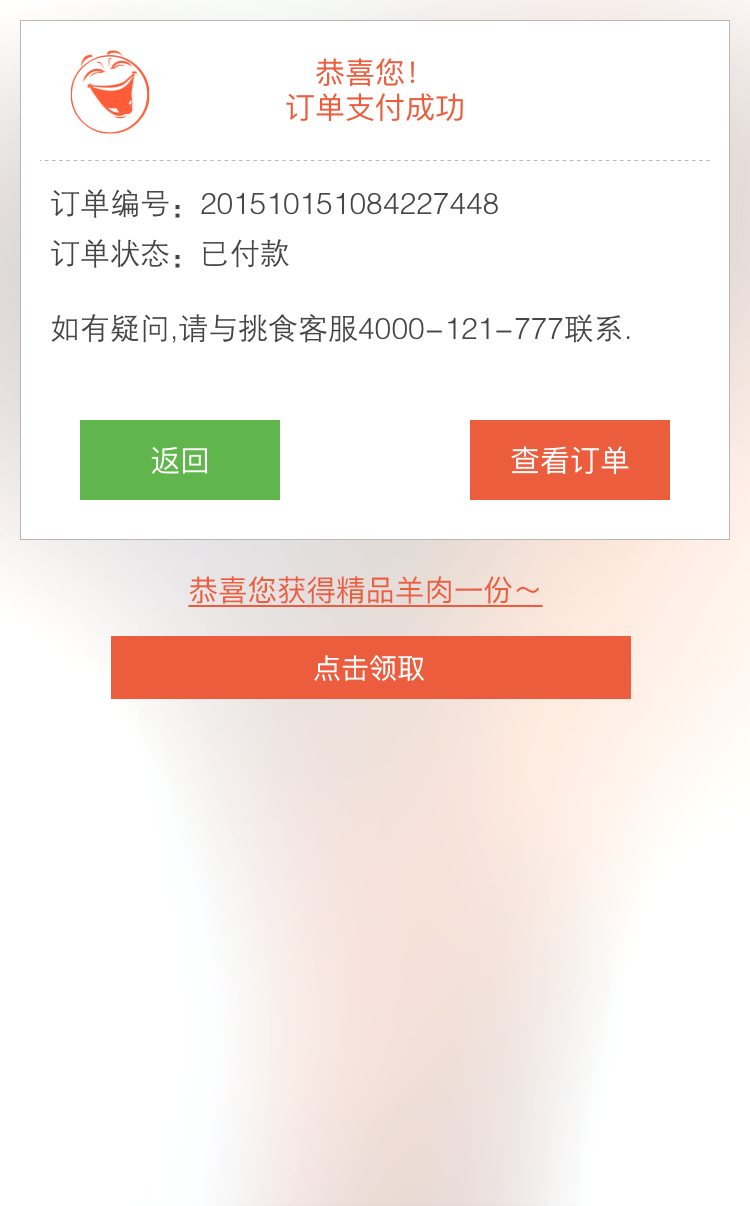 恭喜您！
订单支付成功
订单编号：201510151084227448
订单状态：已付款
如有疑问,请与挑食客服4000-121-777联系.
返回
查看订单
恭喜您获得精品羊肉一份～
点击领取